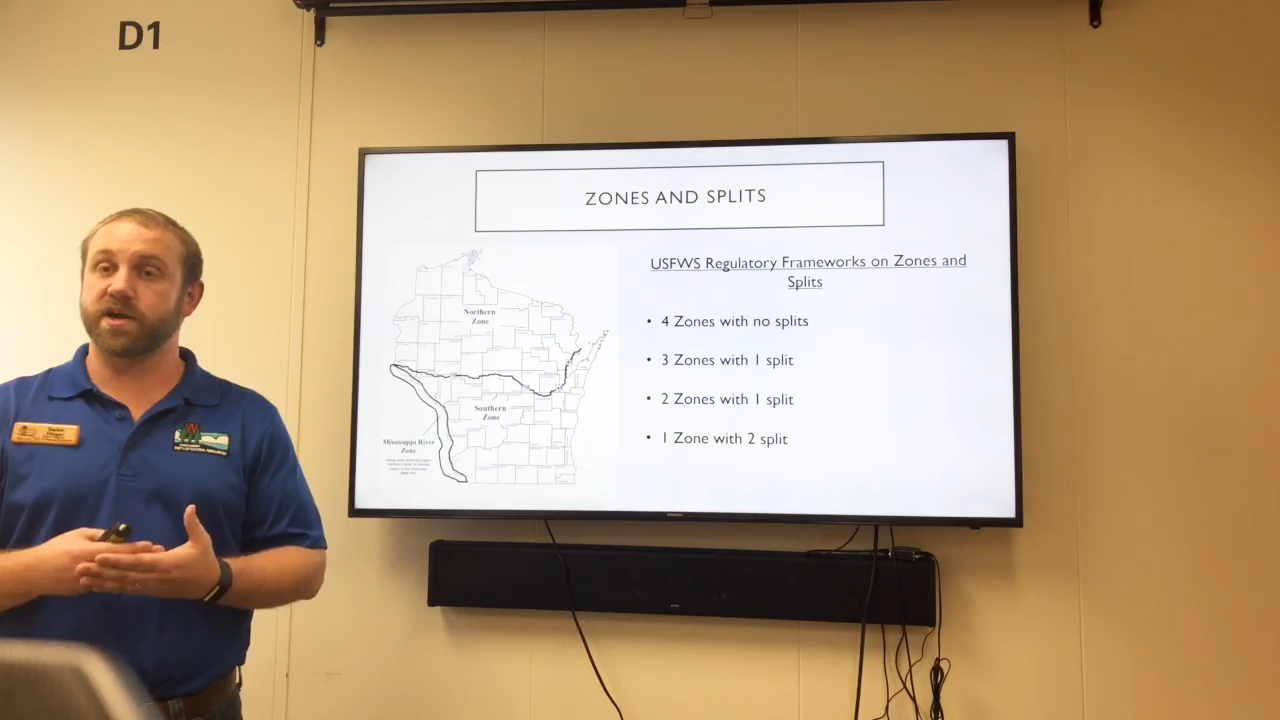 D1
ZONES AND SPLITS
USFWS Regulatory Frameworks on Zones and
Splits
• 4 Zones with no splits
• 3 Zones with 1 split
• 2 Zones with 1 split
• 1 Zone with 2 split
Northern
Zone
Southern
Zone
Mississippi River
Zone